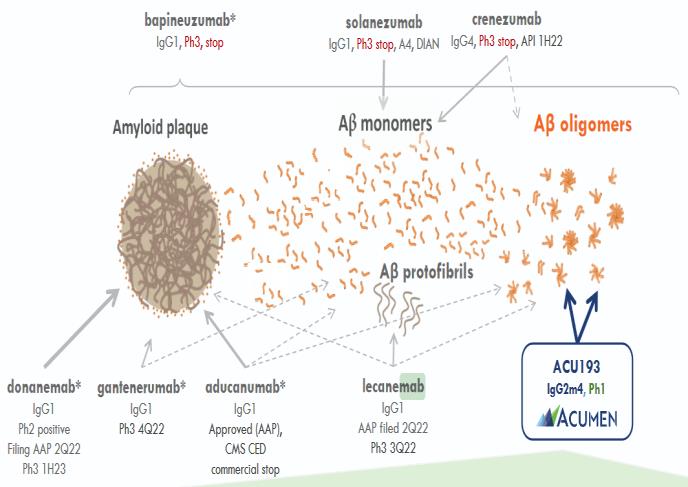 bapineuzumab*
IgG1, Ph3, stop
solanezumab
IgG1, Ph3 stop, A4, DIAN
crenezumab
IgG4, Ph3 stop, API 1H22
Amyloid plaque
Aβ monomers
Aβ oligomers
Aβ protofibrils
donanemab*
IgG1
Ph2 positive
Filing AAP 2Q22
Ph3 1H23
gantenerumab*
IgG1
Ph3 4Q22
aducanumab*
IgG1
Approved (AAP),
CMS CED
commercial stop
lecanemab
IgG1
AAP filed 2Q22
Ph3 3Q22
ACU193
IgG2m4, Ph1
ACUMEN